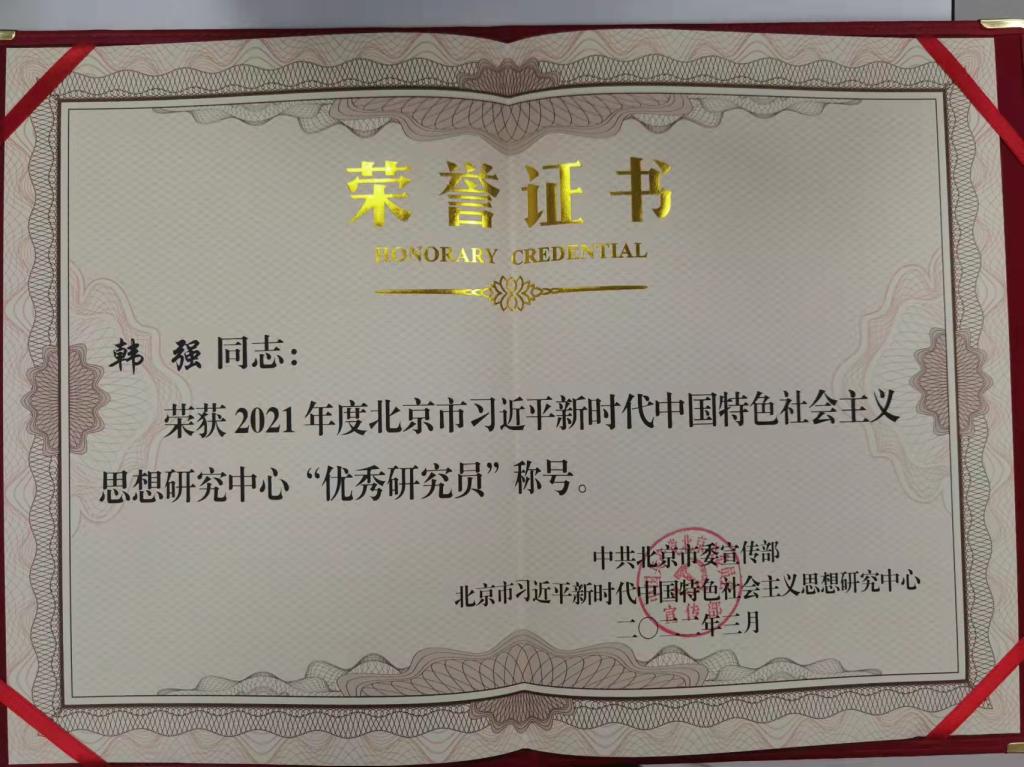 荣誉证书
HONORARY CREDENTIAL
韩 强 同志：
荣获 2021 年度北京市习近平新时代中国特色社会主义
思想研究中心“优秀研究员”称号。
中共北京市委宣传部
北京市习近平新时代中国特色社会主义思想研究中心
二〇二二年三月
宣传部